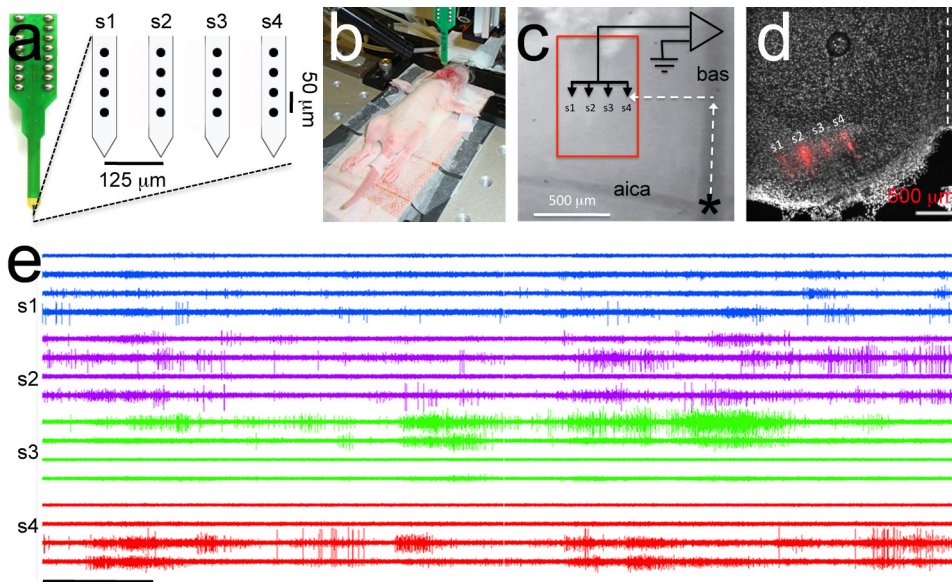 a
s1 s2 s3 s4
50 μm
125 μm
b
c
bas
s1 s2 s3 s4
aica
*
500 μm
d
s1 s2 s3 s4
500 μm
e
s1
s2
s3
s4